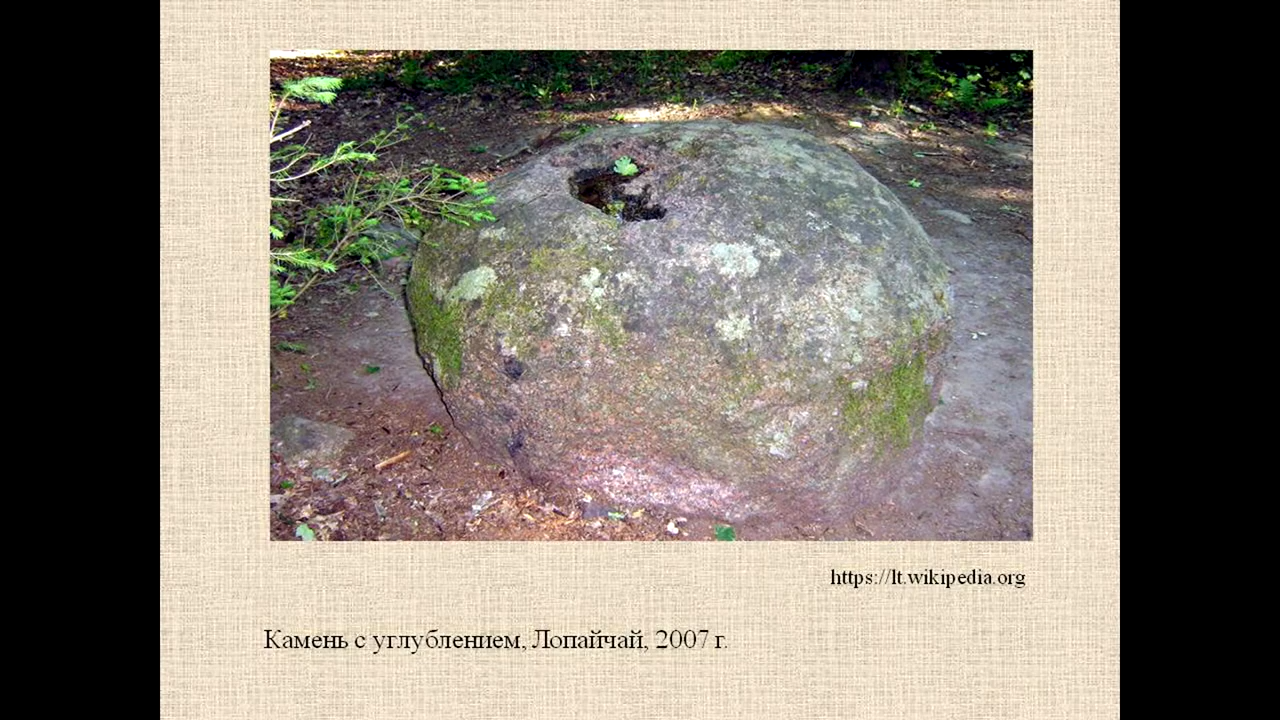 https://lt.wikipedia.org
Камень с углублением, Лопайчай, 2007 г.